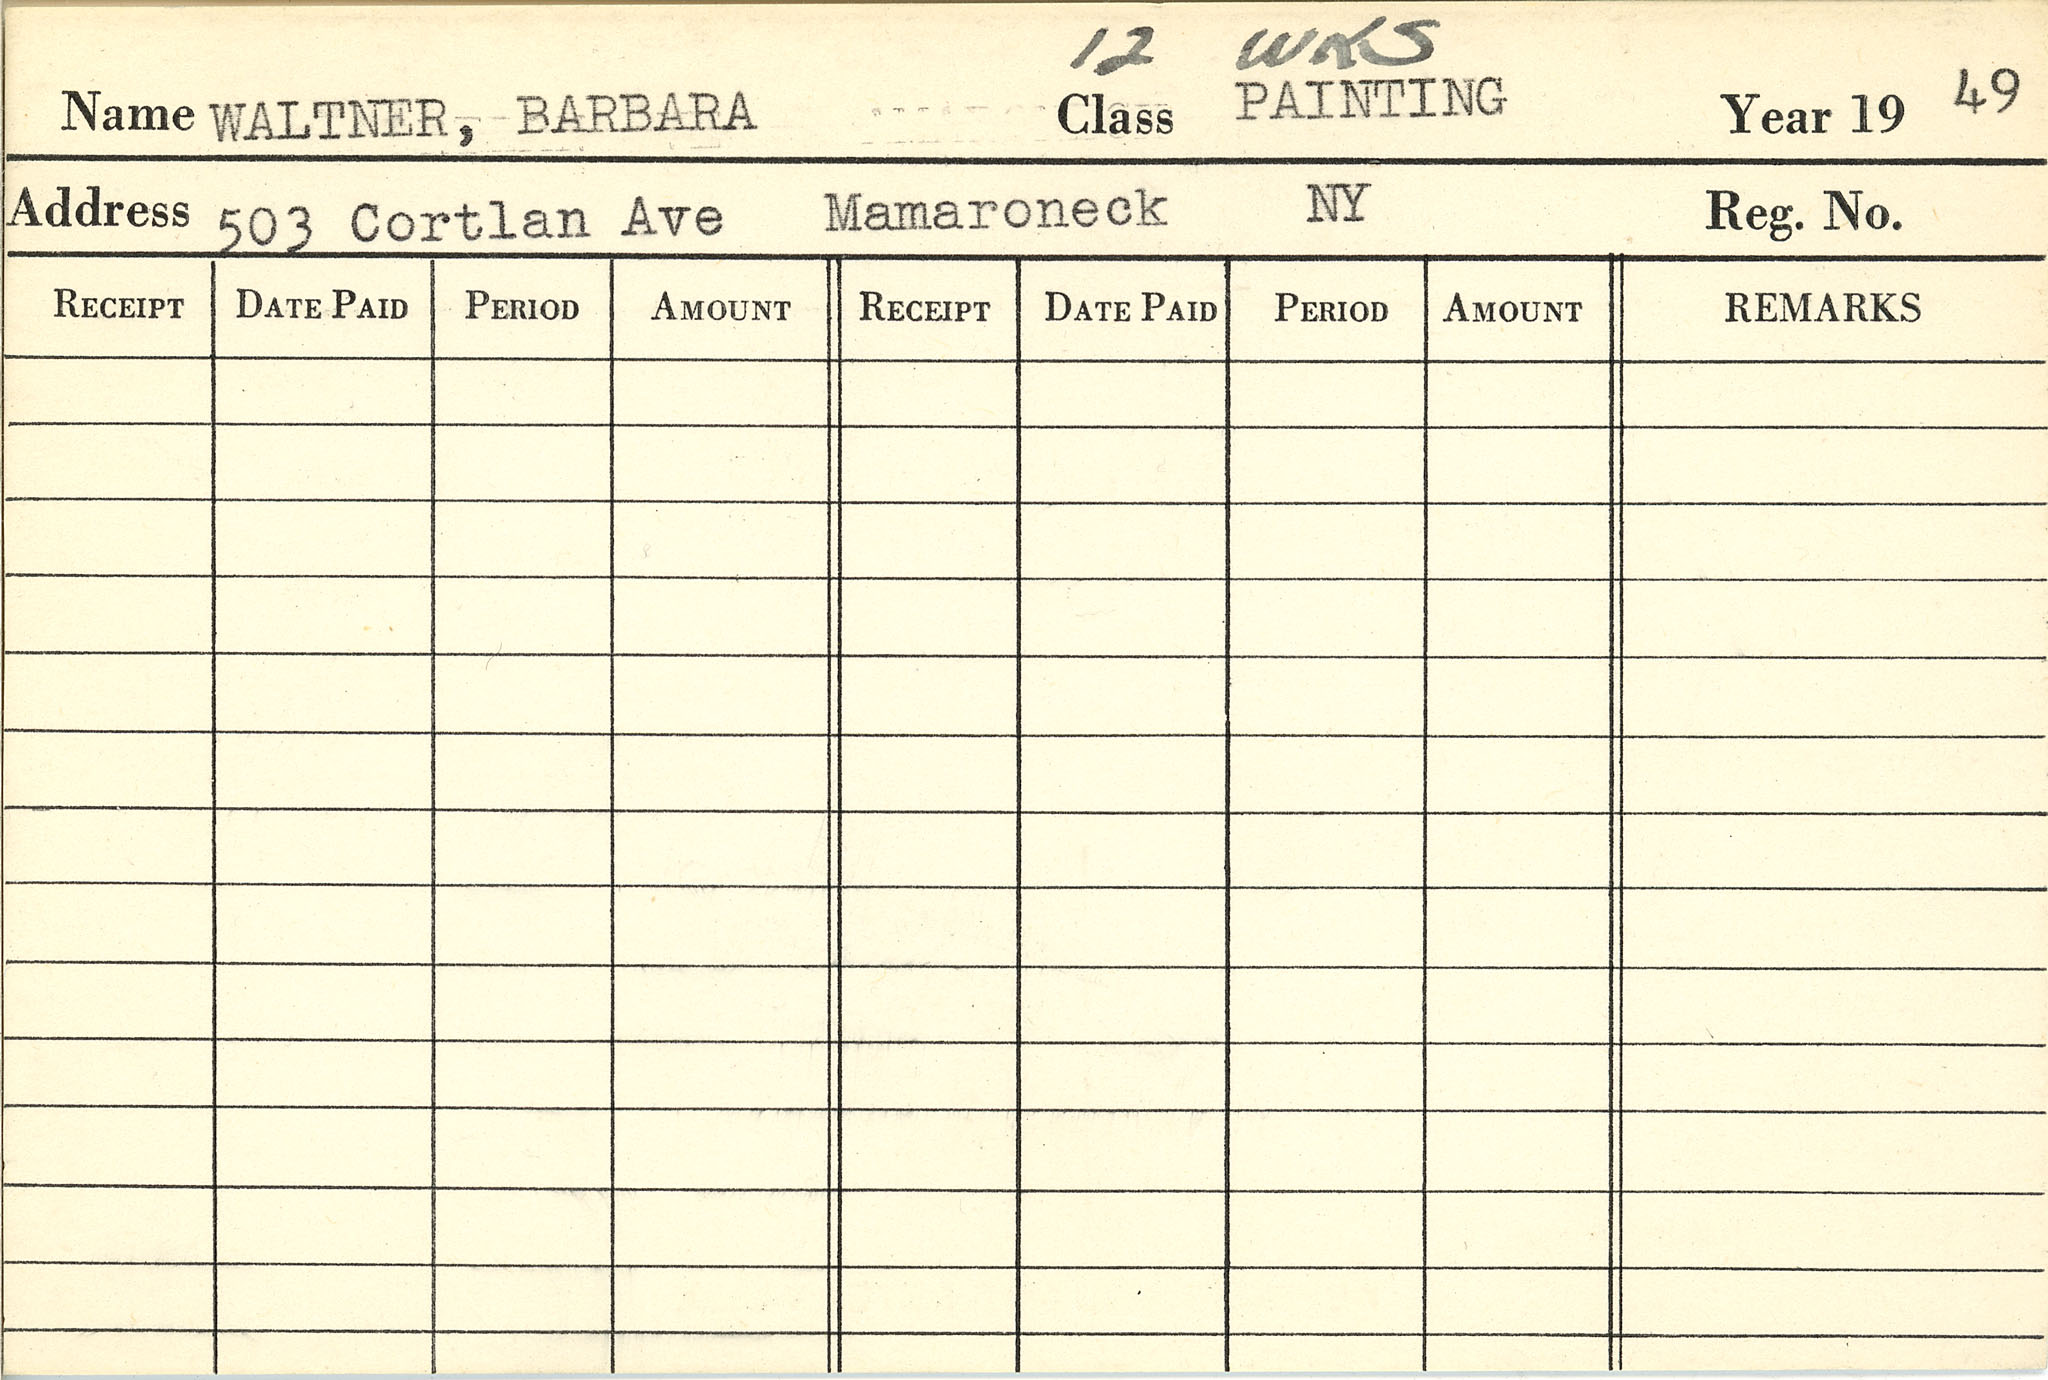 12 WKS
Name WALTNER, BARBARA Class PAINTING Year 19 49
Address 503 Cortlan Ave Mamaroneck NY Reg. No.
RECEIPT DATE PAID PERIOD AMOUNT RECEIPT DATE PAID PERIOD AMOUNT REMARKS